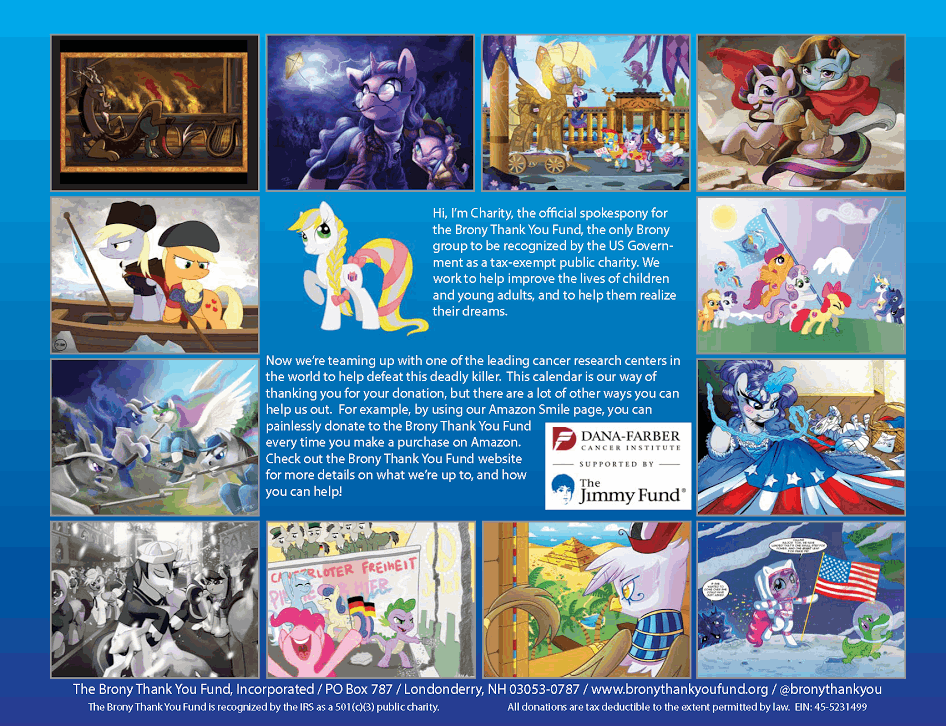 Hi, I'm Charity, the official spokespony for
the Brony Thank You Fund, the only Brony
group to be recognized by the US Govern-
ment as a tax-exempt public charity. We
work to help improve the lives of children
and young adults, and to help them realize
their dreams.
Now we're teaming up with one of the leading cancer research centers in
the world to help defeat this deadly killer.  This calendar is our way of
thanking you for your donation, but there are a lot of other ways you can
help us out.  For example, by using our Amazon Smile page, you can
painlessly donate to the Brony Thank You Fund
every time you make a purchase on Amazon.
Check out the Brony Thank You Fund website
for more details on what we're up to, and how
you can help!
DANA-FARBER
CANCER INSTITUTE
SUPPORTED BY
The
Jimmy Fund®
FREIHEIT
The Brony Thank You Fund, Incorporated / PO Box 787 / Londonderry, NH 03053-0787 / www.bronythankyoufund.org / @bronythankyou
The Brony Thank You Fund is recognized by the IRS as a 501(c)(3) public charity.
All donations are tax deductible to the extent permitted by law.  EIN: 45-5231499